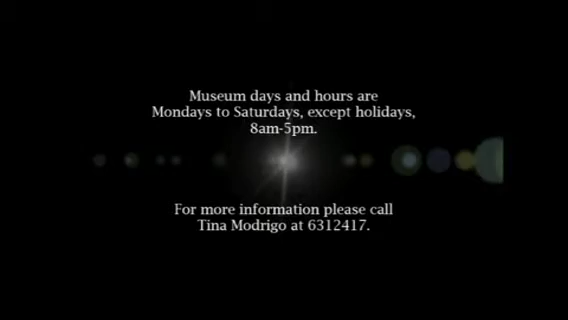 Museum days and hours are
Mondays to Saturdays, except holidays,
8am-5pm.
For more information please call
Tina Modrigo at 6312417.